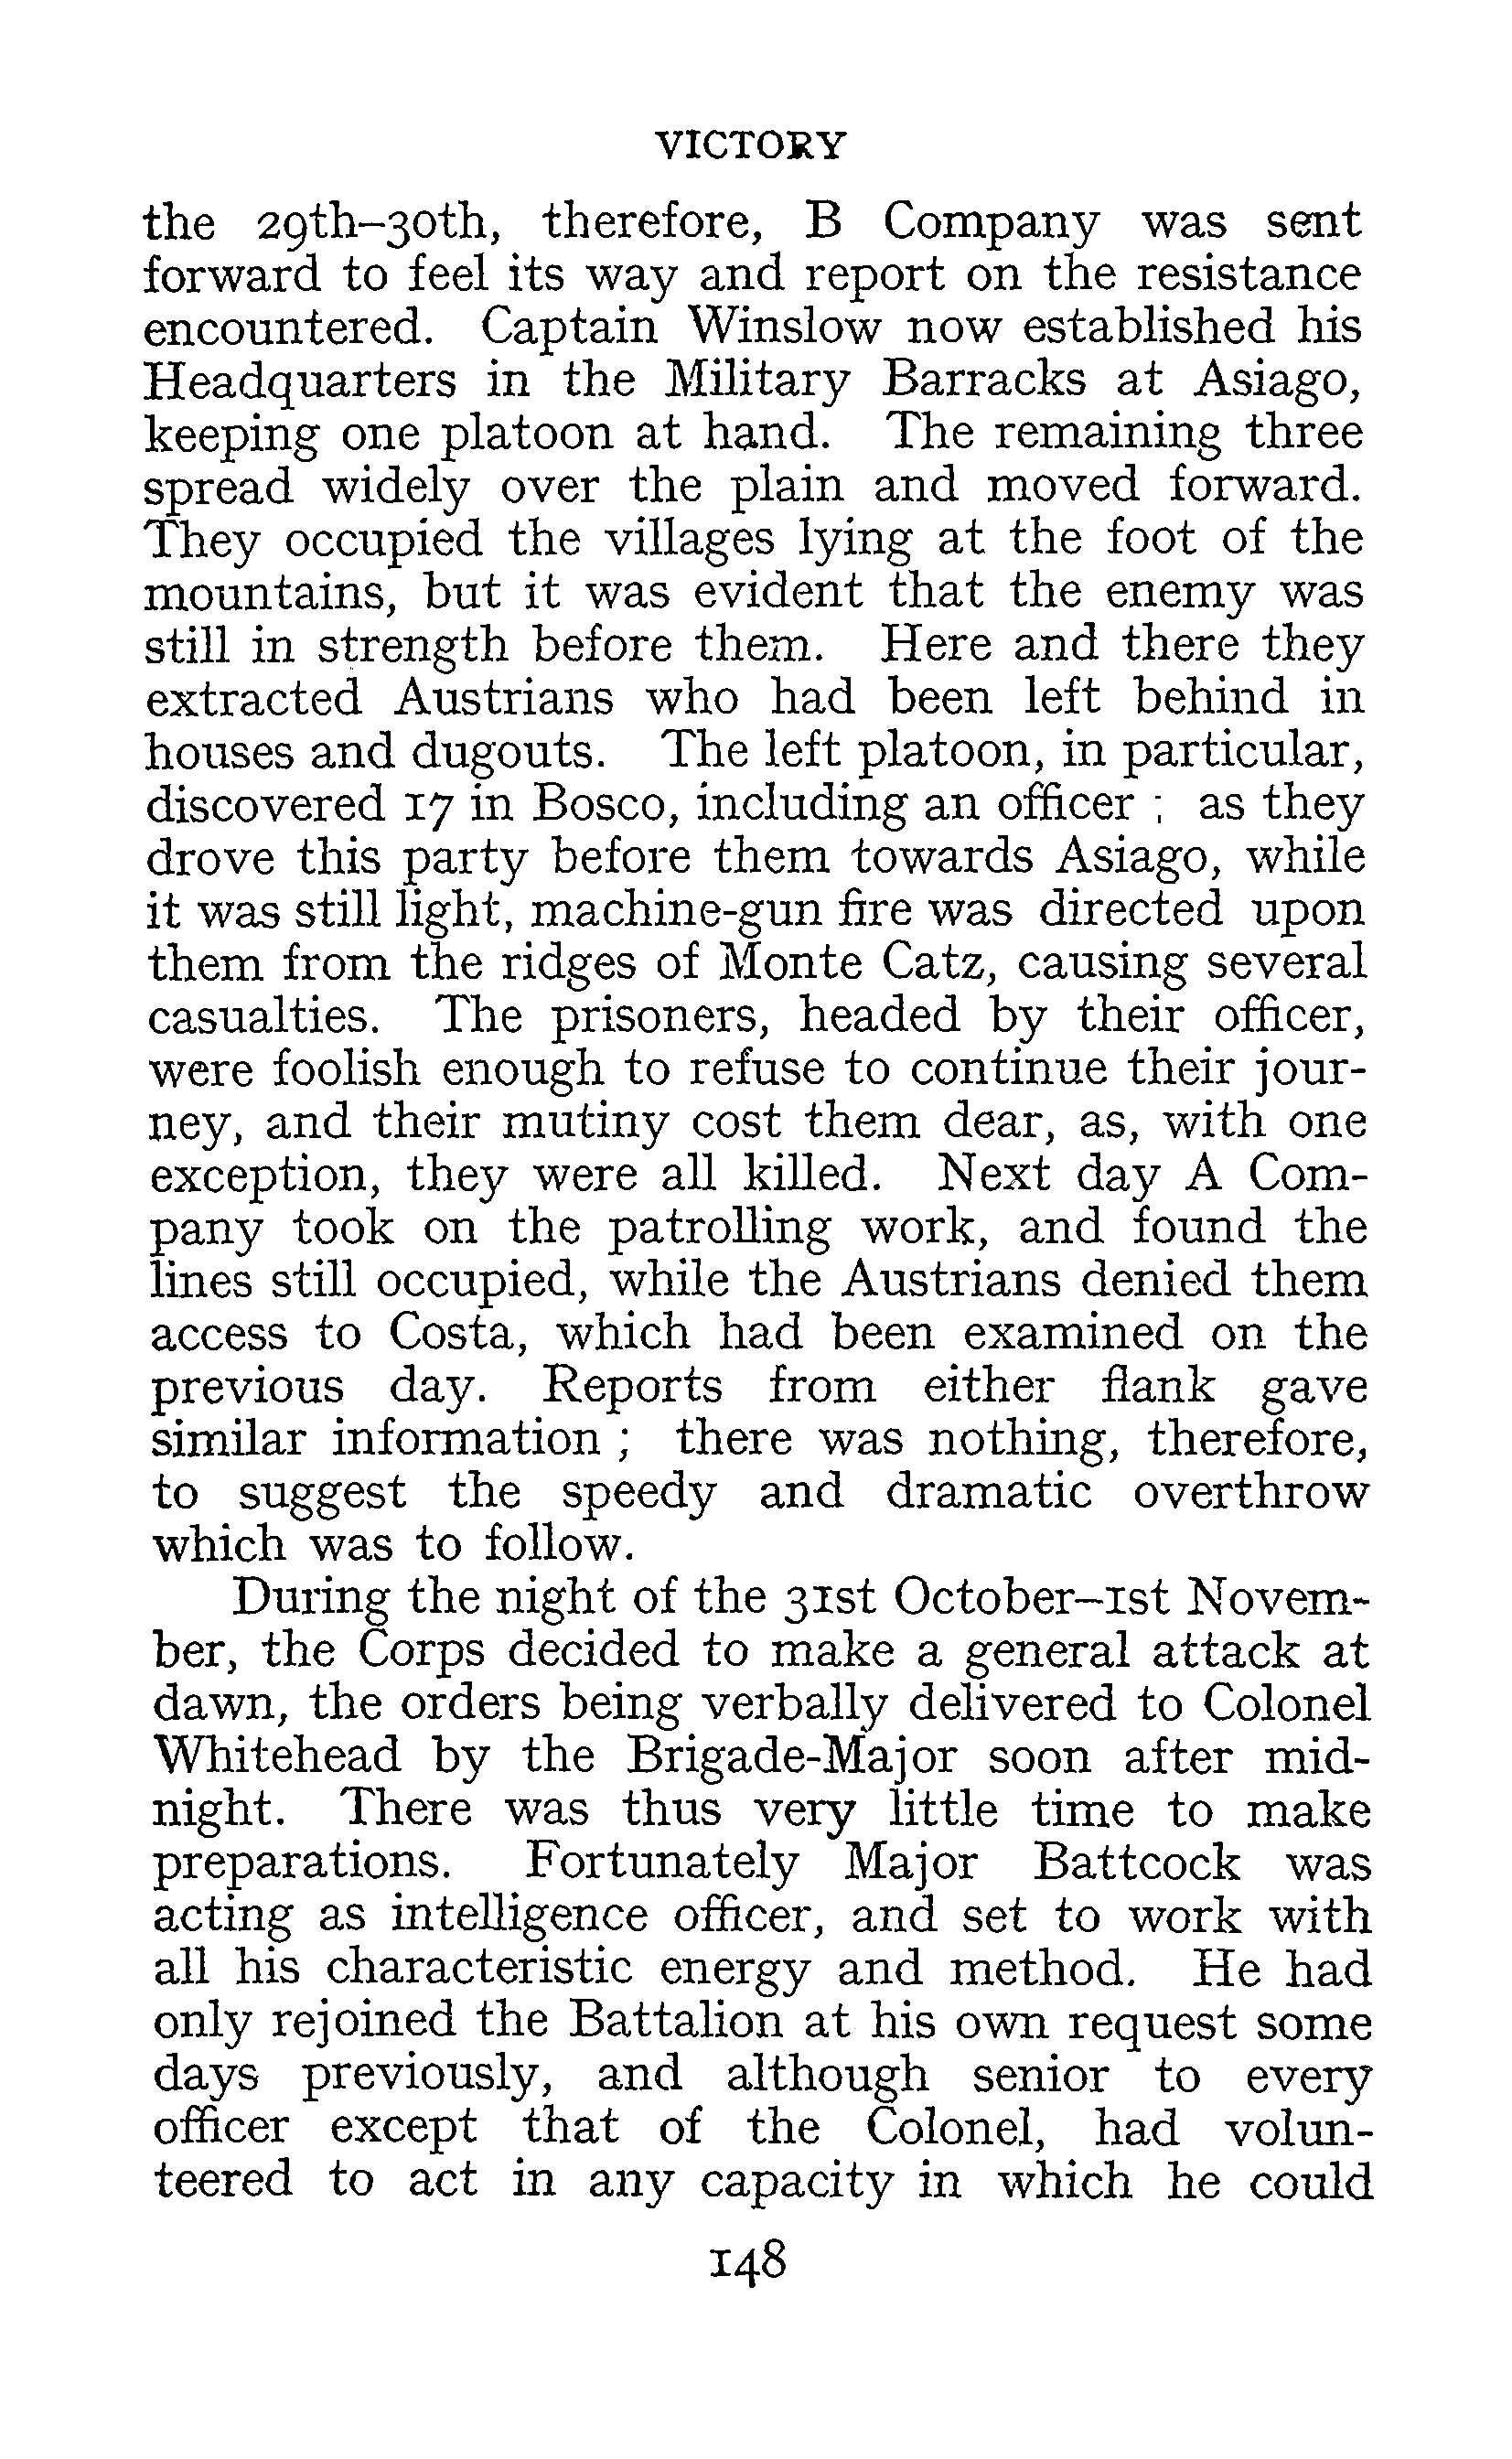 VICTORY
the 29th–30th, therefore, B Company was sent
forward to feel its way and report on the resistance
encountered. Captain Winslow now established his
Headquarters in the Military Barracks at Asiago,
keeping one platoon at hand. The remaining three
spread widely over the plain and moved forward.
They occupied the villages lying at the foot of the
mountains, but it was evident that the enemy was
still in strength before them. Here and there they
extracted Austrians who had been left behind in
houses and dugouts. The left platoon, in particular,
discovered 17 in Bosco, including an officer ; as they
drove this party before them towards Asiago, while
it was still light, machine-gun fire was directed upon
them from the ridges of Monte Catz, causing several
casualties. The prisoners, headed by their officer,
were foolish enough to refuse to continue their jour-
ney, and their mutiny cost them dear, as, with one
exception, they were all killed. Next day A Com-
pany took on the patrolling work, and found the
lines still occupied, while the Austrians denied them
access to Costa, which had been examined on the
previous day. Reports from either flank gave
similar information ; there was nothing, therefore,
to suggest the speedy and dramatic overthrow
which was to follow.
During the night of the 31st October–1st Novem-
ber, the Corps decided to make a general attack at
dawn, the orders being verbally delivered to Colonel
Whitehead by the Brigade-Major soon after mid-
night. There was thus very little time to make
preparations. Fortunately Major Battcock was
acting as intelligence officer, and set to work with
all his characteristic energy and method. He had
only rejoined the Battalion at his own request some
days previously, and although senior to every
officer except that of the Colonel, had volun-
teered to act in any capacity in which he could
148